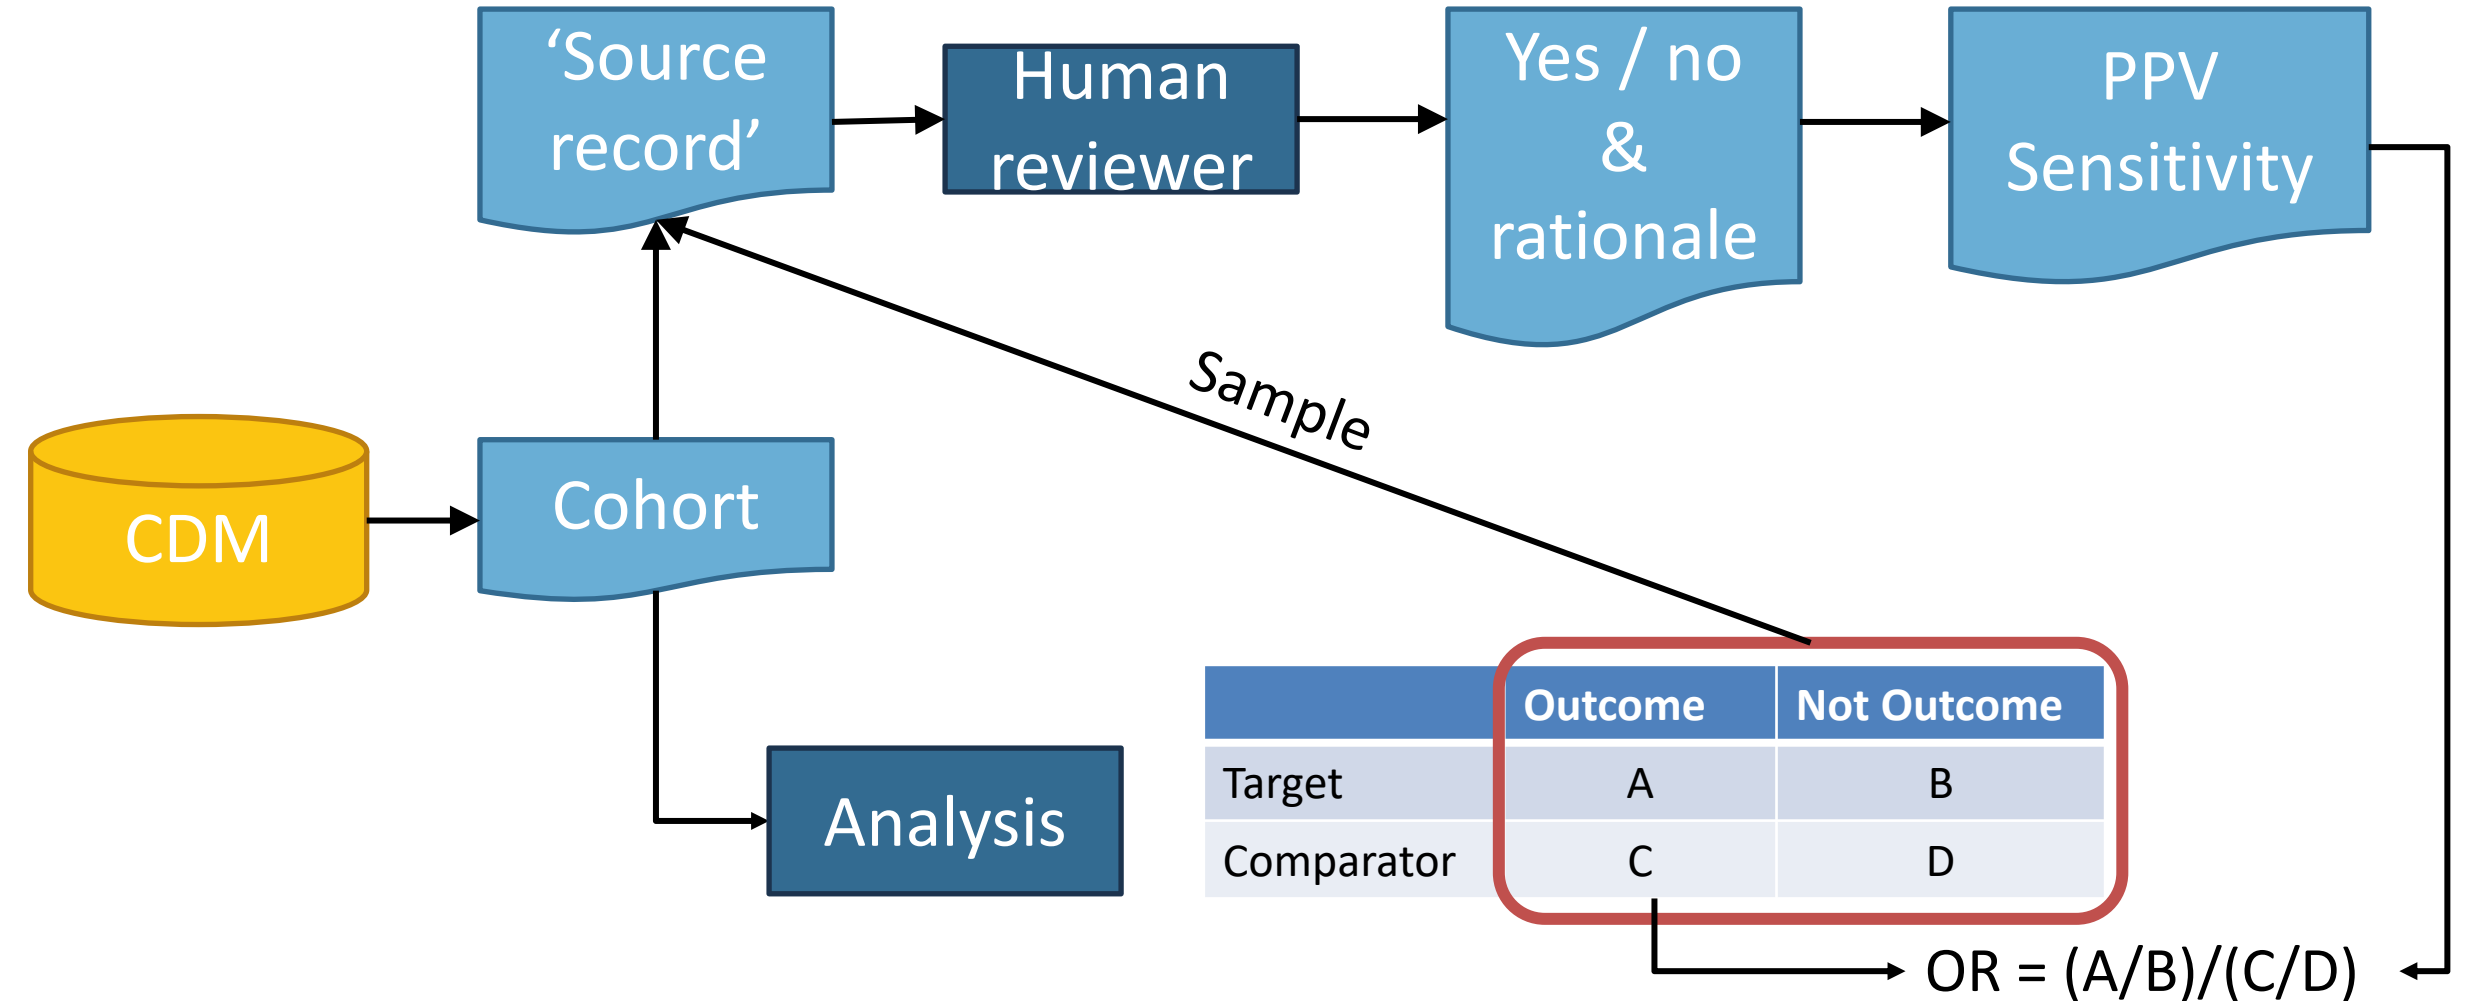 ‘Source
record’
Human
reviewer
Yes / no
&
rationale
PPV
Sensitivity
Sample
CDM
Cohort
Analysis
Outcome Not Outcome
Target A B
Comparator C D
OR = (A/B)/(C/D)